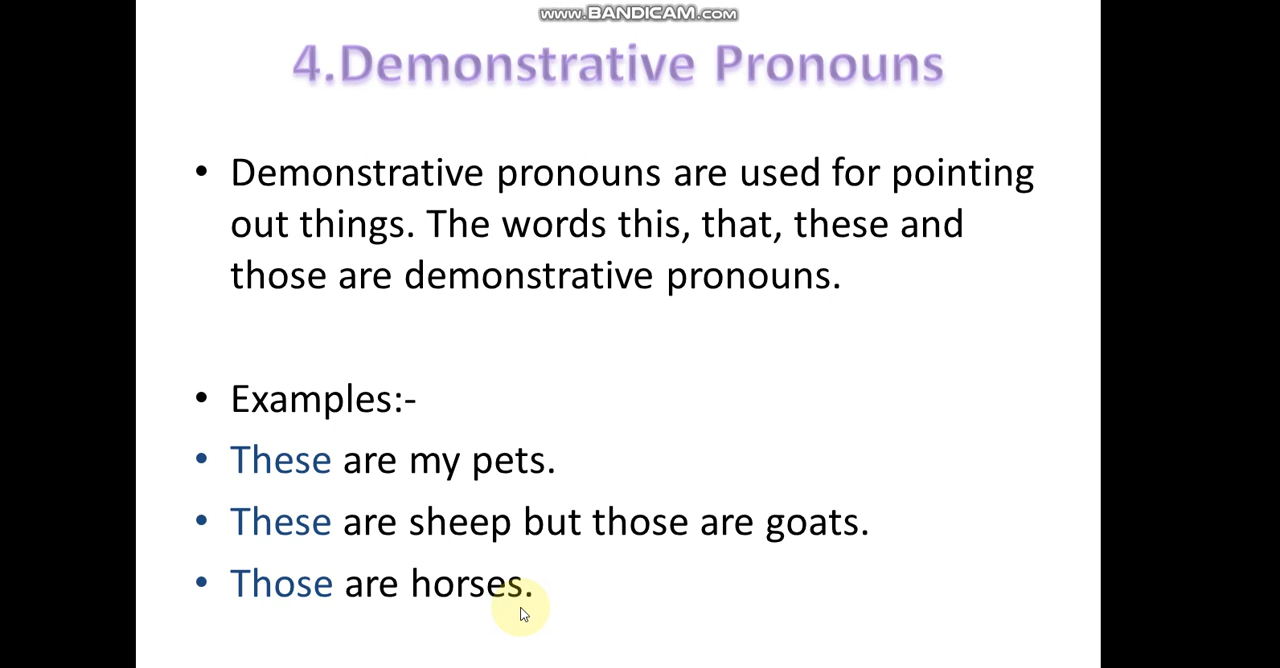 www.BANDICAM.com
4.Demonstrative Pronouns
• Demonstrative pronouns are used for pointing
out things. The words this, that, these and
those are demonstrative pronouns.
• Examples:-
• These are my pets.
• These are sheep but those are goats.
• Those are horses.